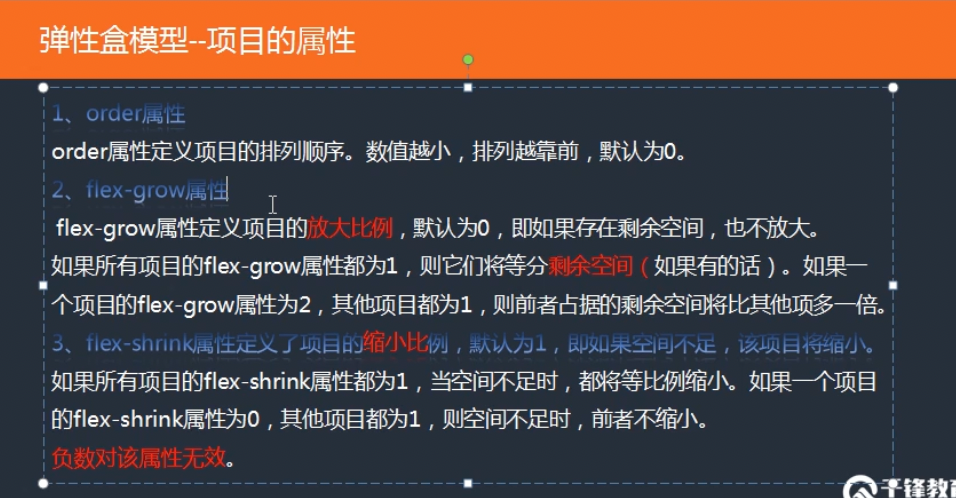 弹性盒模型--项目的属性
1、order属性
order属性定义项目的排列顺序。数值越小，排列越靠前，默认为0。
2、flex-grow属性
flex-grow属性定义项目的放大比例，默认为0，即如果存在剩余空间，也不放大。
如果所有项目的flex-grow属性都为1，则它们将等分剩余空间（如果有的话）。如果一
个项目的flex-grow属性为2，其他项目都为1，则前者占据的剩余空间将比其他项多一倍。
3、flex-shrink属性定义了项目的缩小比例，默认为1，即如果空间不足，该项目将缩小。
如果所有项目的flex-shrink属性都为1，当空间不足时，都将等比例缩小。如果一个项目
的flex-shrink属性为0，其他项目都为1，则空间不足时，前者不缩小。
负数对该属性无效。
千锋教育